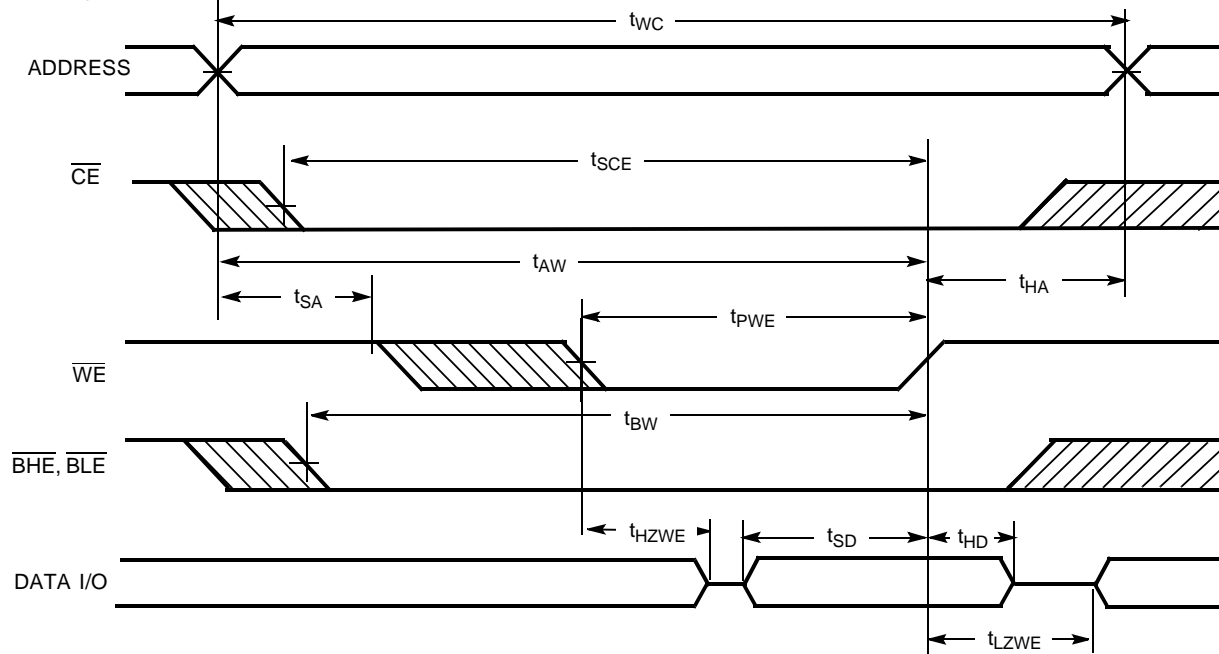 tWC
ADDRESS
tSCE
CE
tAW
tHA
tSA
tPWE
WE
tBW
BHE, BLE
tHZWE
tSD
tHD
DATA I/O
tLZWE